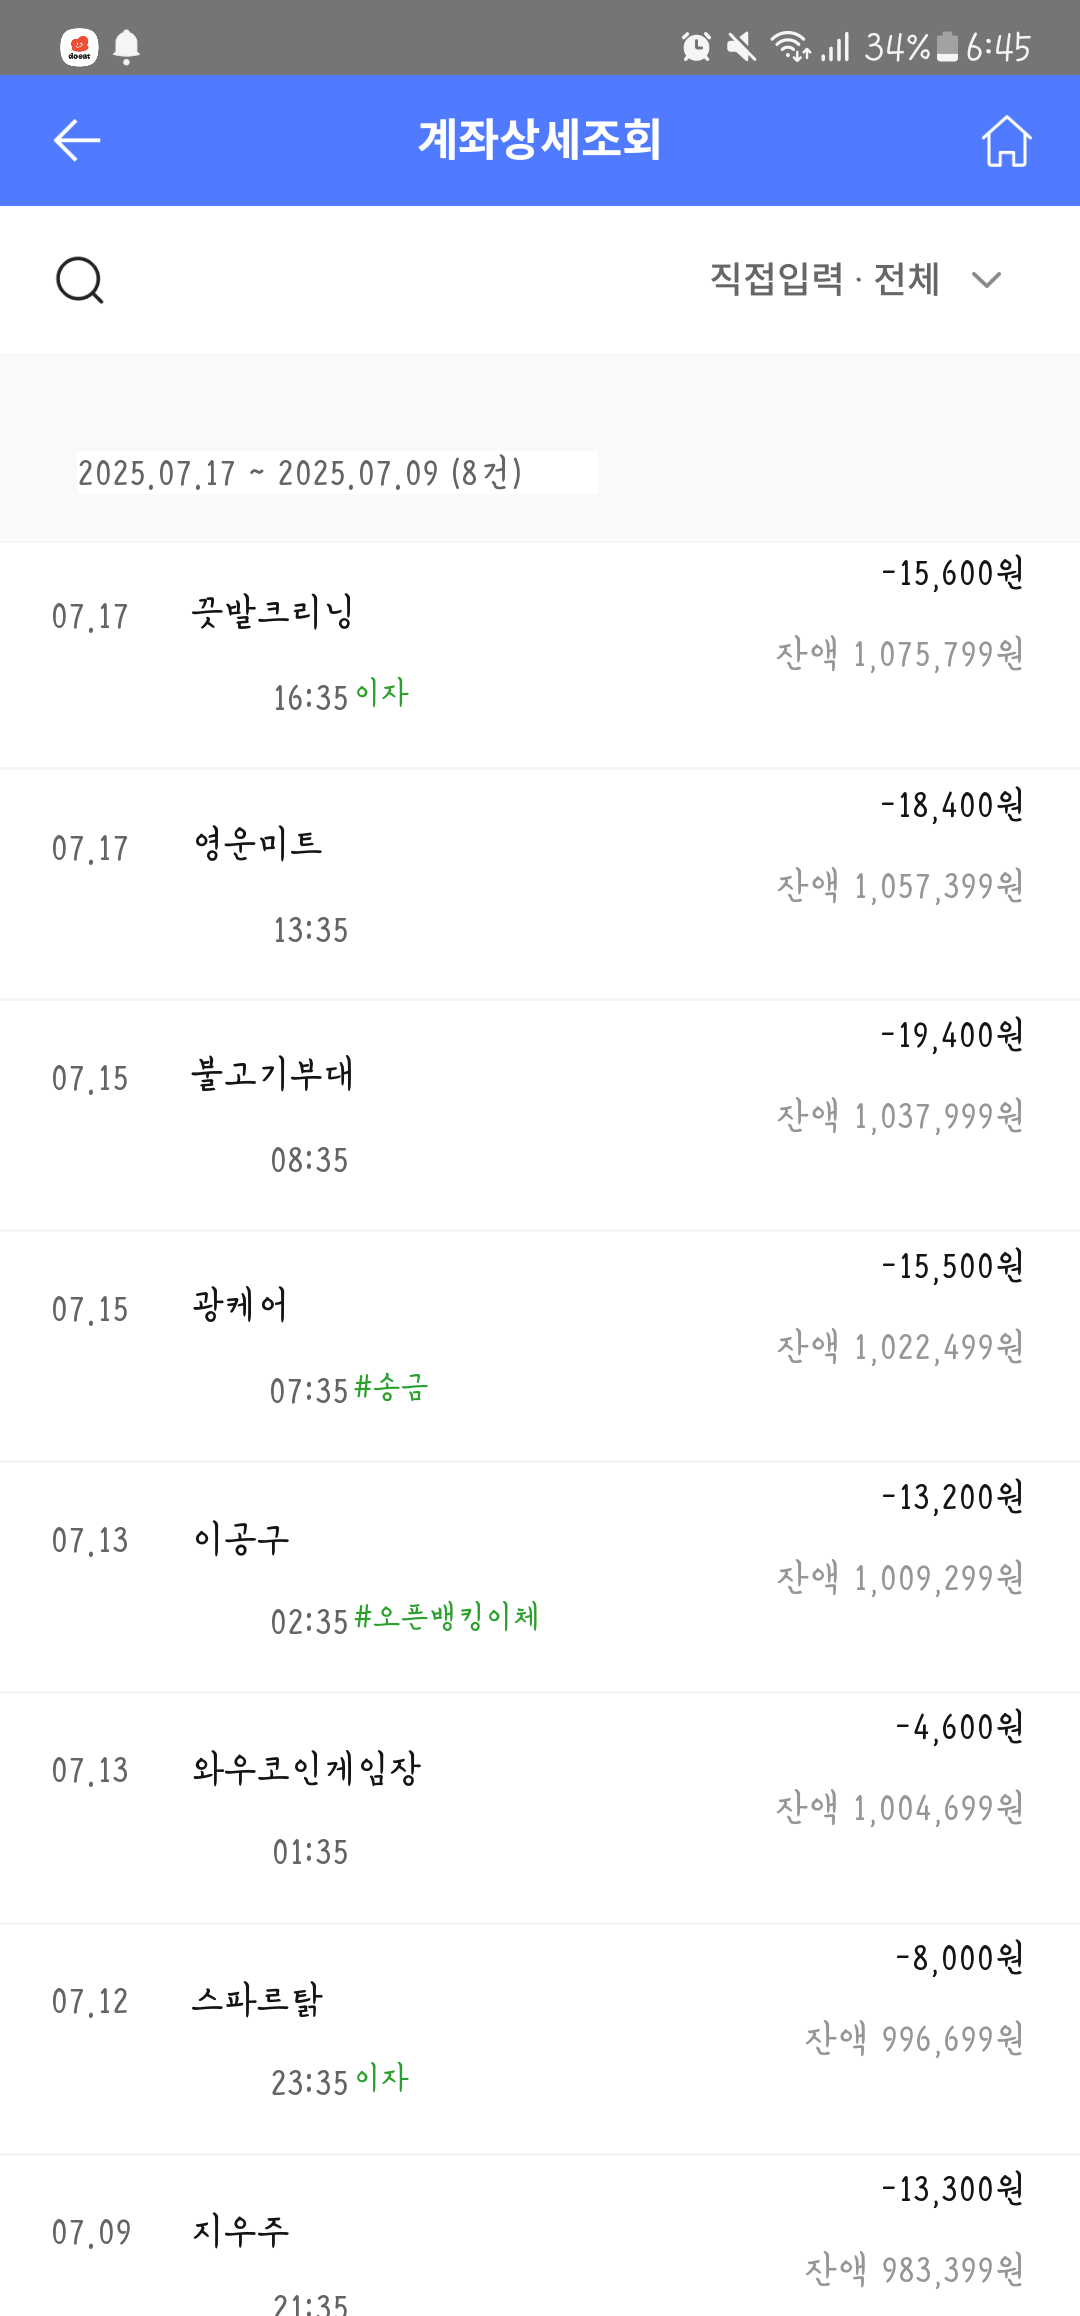 doeat 34% 6:45
계좌상세조회
직접입력 · 전체
2025.07.17 ~ 2025.07.09 (8건)
-15,600원
07.17 끗발크리닝
잔액 1,075,799원
16:35 이자
-18,400원
07.17 영운미트
잔액 1,057,399원
13:35
-19,400원
07.15 불고기부대
잔액 1,037,999원
08:35
-15,500원
07.15 광케어
잔액 1,022,499원
07:35 #송금
-13,200원
07.13 이공구
잔액 1,009,299원
02:35 #오픈뱅킹이체
-4,600원
07.13 와우코인게임장
잔액 1,004,699원
01:35
-8,000원
07.12 스파르탉
잔액 996,699원
23:35 이자
-13,300원
07.09 지우주
잔액 983,399원
21:35